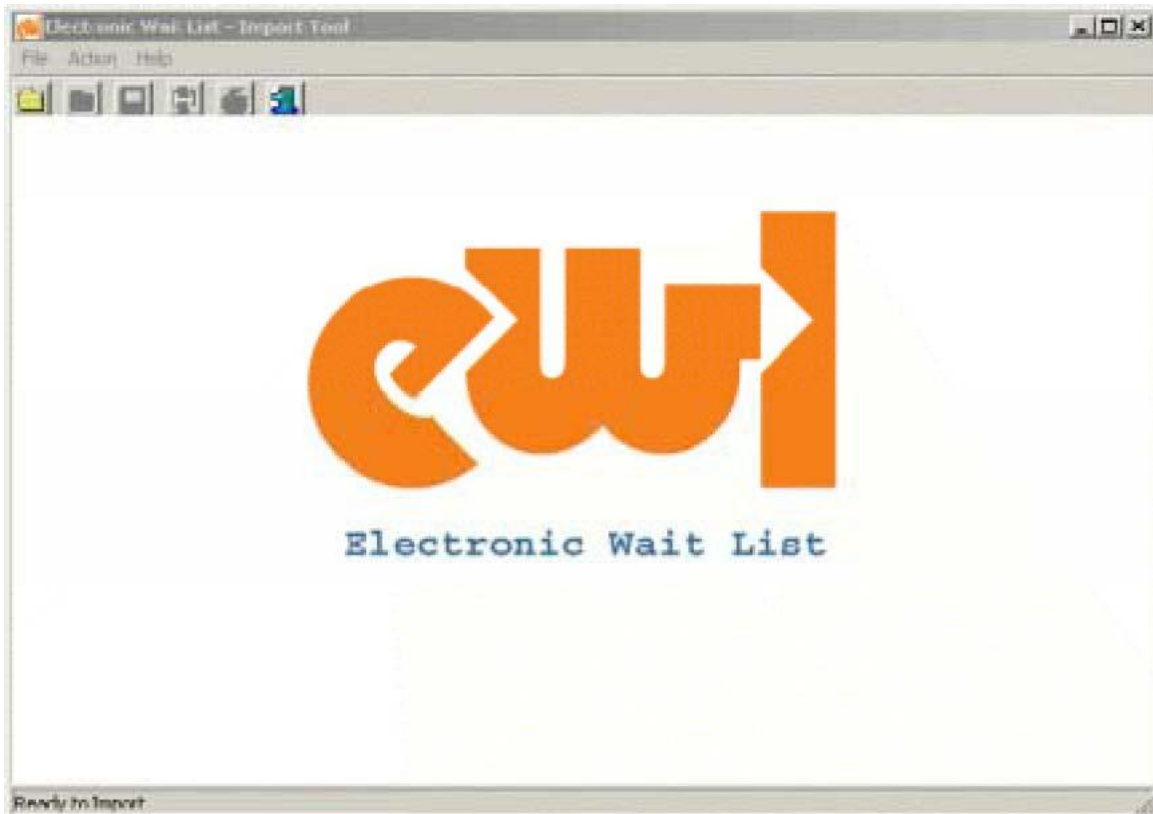 Electronic Wait List - Import Tool
File Action Help
ewl
Electronic Wait List
Ready to Import